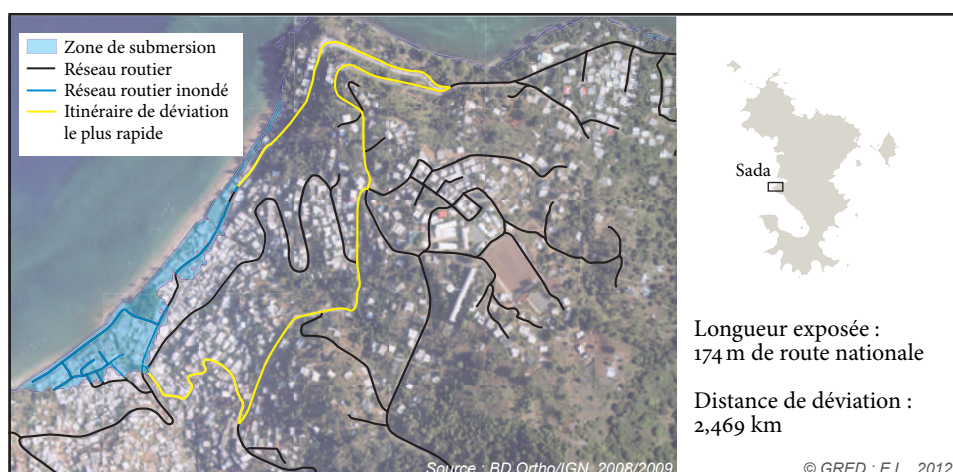 Zone de submersion
Réseau routier
Réseau routier inondé
Itinéraire de déviation
le plus rapide
Sada
Longueur exposée :
174 m de route nationale
Distance de déviation :
2,469 km
Source : BD Ortho/IGN, 2008/2009
© GRED : E.L., 2012